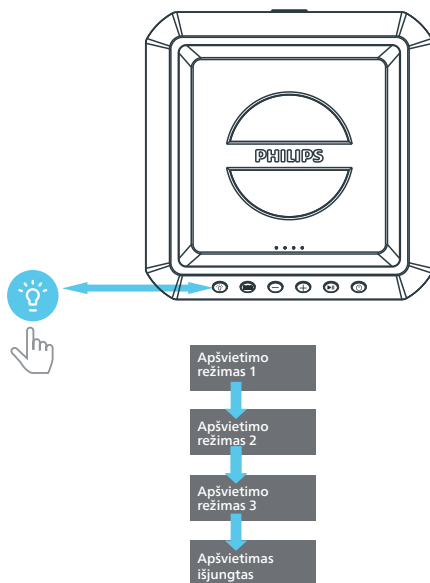 PHILIPS
Apšvietimo
režimas 1
Apšvietimo
režimas 2
Apšvietimo
režimas 3
Apšvietimas
išjungtas